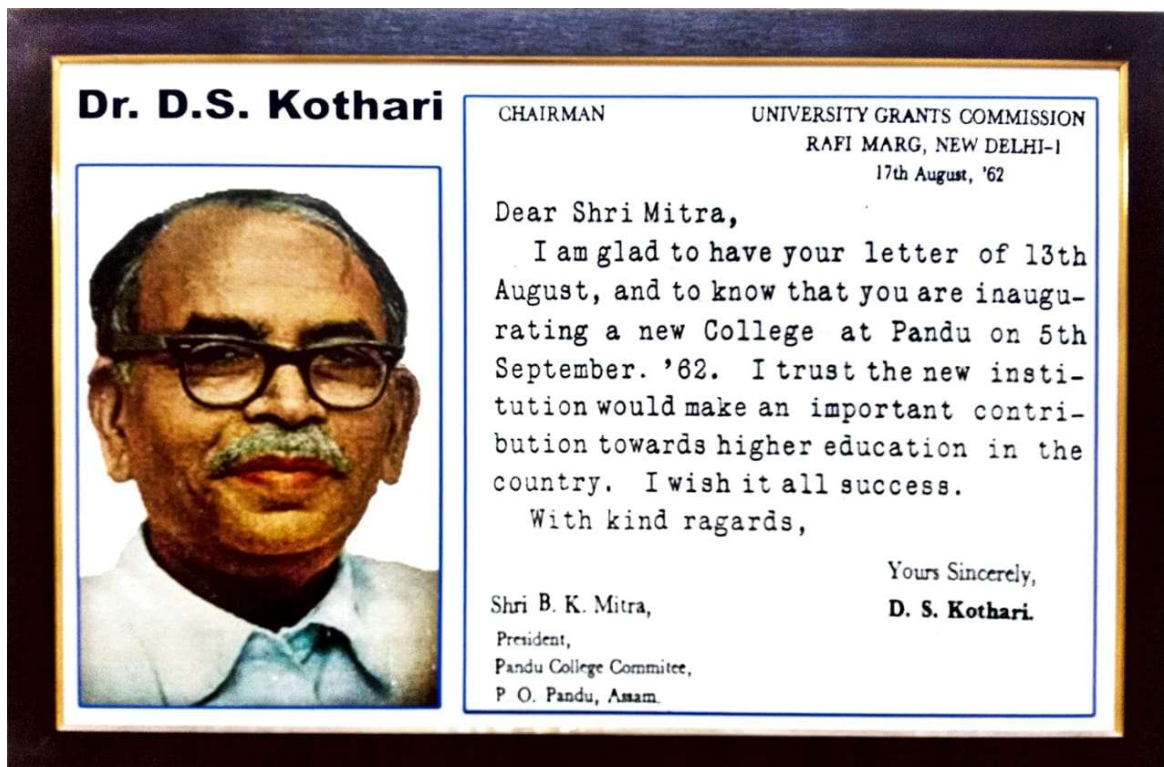 Dr. D.S. Kothari
CHAIRMAN
UNIVERSITY GRANTS COMMISSION
RAFI MARG, NEW DELHI-1
17th August, '62
Dear Shri Mitra,
I am glad to have your letter of 13th
August, and to know that you are inaugu-
rating a new College at Pandu on 5th
September. '62. I trust the new insti-
tution would make an important contri-
bution towards higher education in the
country. I wish it all success.
With kind ragards,
Yours Sincerely,
D. S. Kothari.
Shri B. K. Mitra,
President,
Pandu College Commitee,
P O. Pandu, Assam.